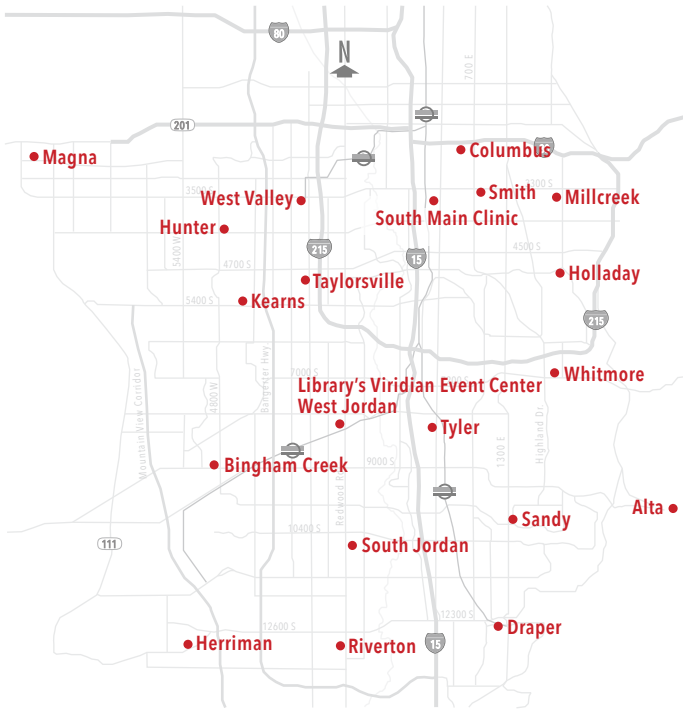 80
N
700 E
201
Magna
Columbus
3500 S
3300 S
West Valley
Smith
Millcreek
South Main Clinic
Hunter
5400 W
215
4500 S
15
4700 S
Taylorsville
Holladay
5400 S
Kearns
215
Mountain View Corridor
Bangerter Hwy
7000 S
Whitmore
Library's Viridian Event Center
West Jordan
4800 W
Tyler
1300 E
Highland Dr.
Bingham Creek
9000 S
Redwood R
Alta
Sandy
10400 S
111
South Jordan
12300 S
Draper
12600 S
Herriman
Riverton
15